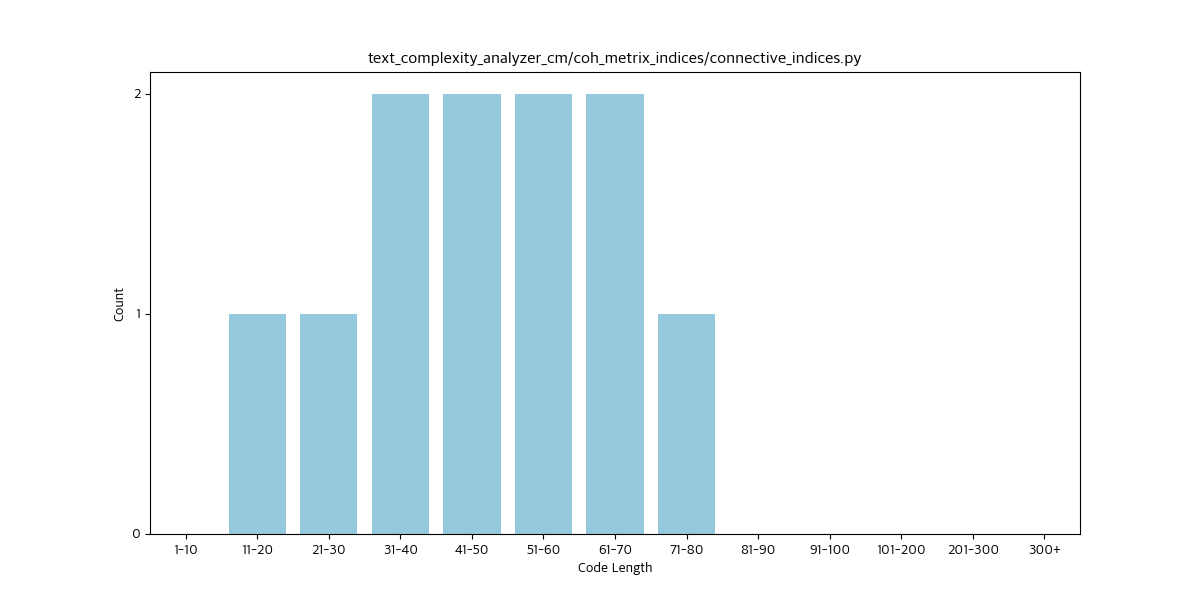 text_complexity_analyzer_cm/coh_metrix_indices/connective_indices.py
2
1
0
Count
1-10 11-20 21-30 31-40 41-50 51-60 61-70 71-80 81-90 91-100 101-200 201-300 300+
Code Length